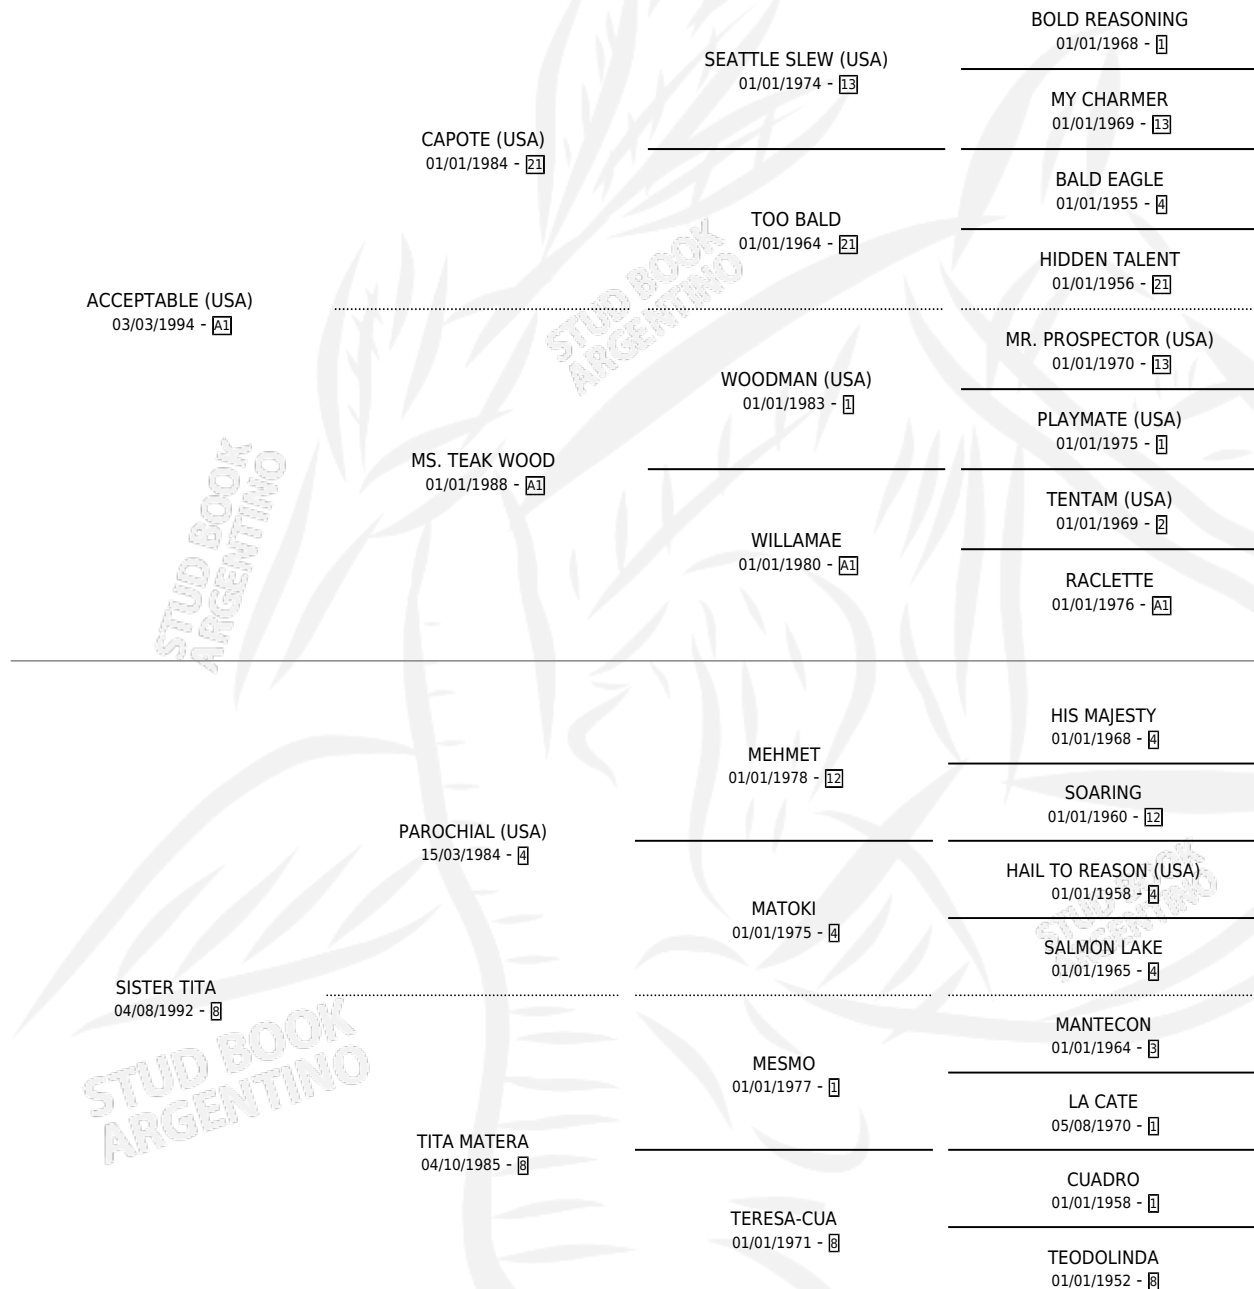 BOLD REASONING
01/01/1968 - 1
SEATTLE SLEW (USA)
01/01/1974 - 13
MY CHARMER
01/01/1969 - 13
CAPOTE (USA)
01/01/1984 - 21
BALD EAGLE
01/01/1955 - 4
TOO BALD
01/01/1964 - 21
HIDDEN TALENT
01/01/1956 - 21
ACCEPTABLE (USA)
03/03/1994 - A1
MR. PROSPECTOR (USA)
01/01/1970 - 13
WOODMAN (USA)
01/01/1983 - 1
PLAYMATE (USA)
01/01/1975 - 1
MS. TEAK WOOD
01/01/1988 - A1
TENTAM (USA)
01/01/1969 - 2
WILLAMAE
01/01/1980 - A1
RACLETTE
01/01/1976 - A1
HIS MAJESTY
01/01/1968 - 4
MEHMET
01/01/1978 - 12
SOARING
01/01/1960 - 12
PAROCHIAL (USA)
15/03/1984 - 4
HAIL TO REASON (USA)
01/01/1958 - 4
MATOKI
01/01/1975 - 4
SALMON LAKE
01/01/1965 - 4
SISTER TITA
04/08/1992 - 8
MANTECON
01/01/1964 - 3
MESMO
01/01/1977 - 1
LA CATE
05/08/1970 - 1
TITA MATERA
04/10/1985 - 8
CUADRO
01/01/1958 - 1
TERESA-CUA
01/01/1971 - 8
TEODOLINDA
01/01/1952 - 8
STUD BOOK
ARGENTINO
STUD BOOK
ARGENTINO
STUD BOOK
ARGENTINO
STUD BOOK
ARGENTINO